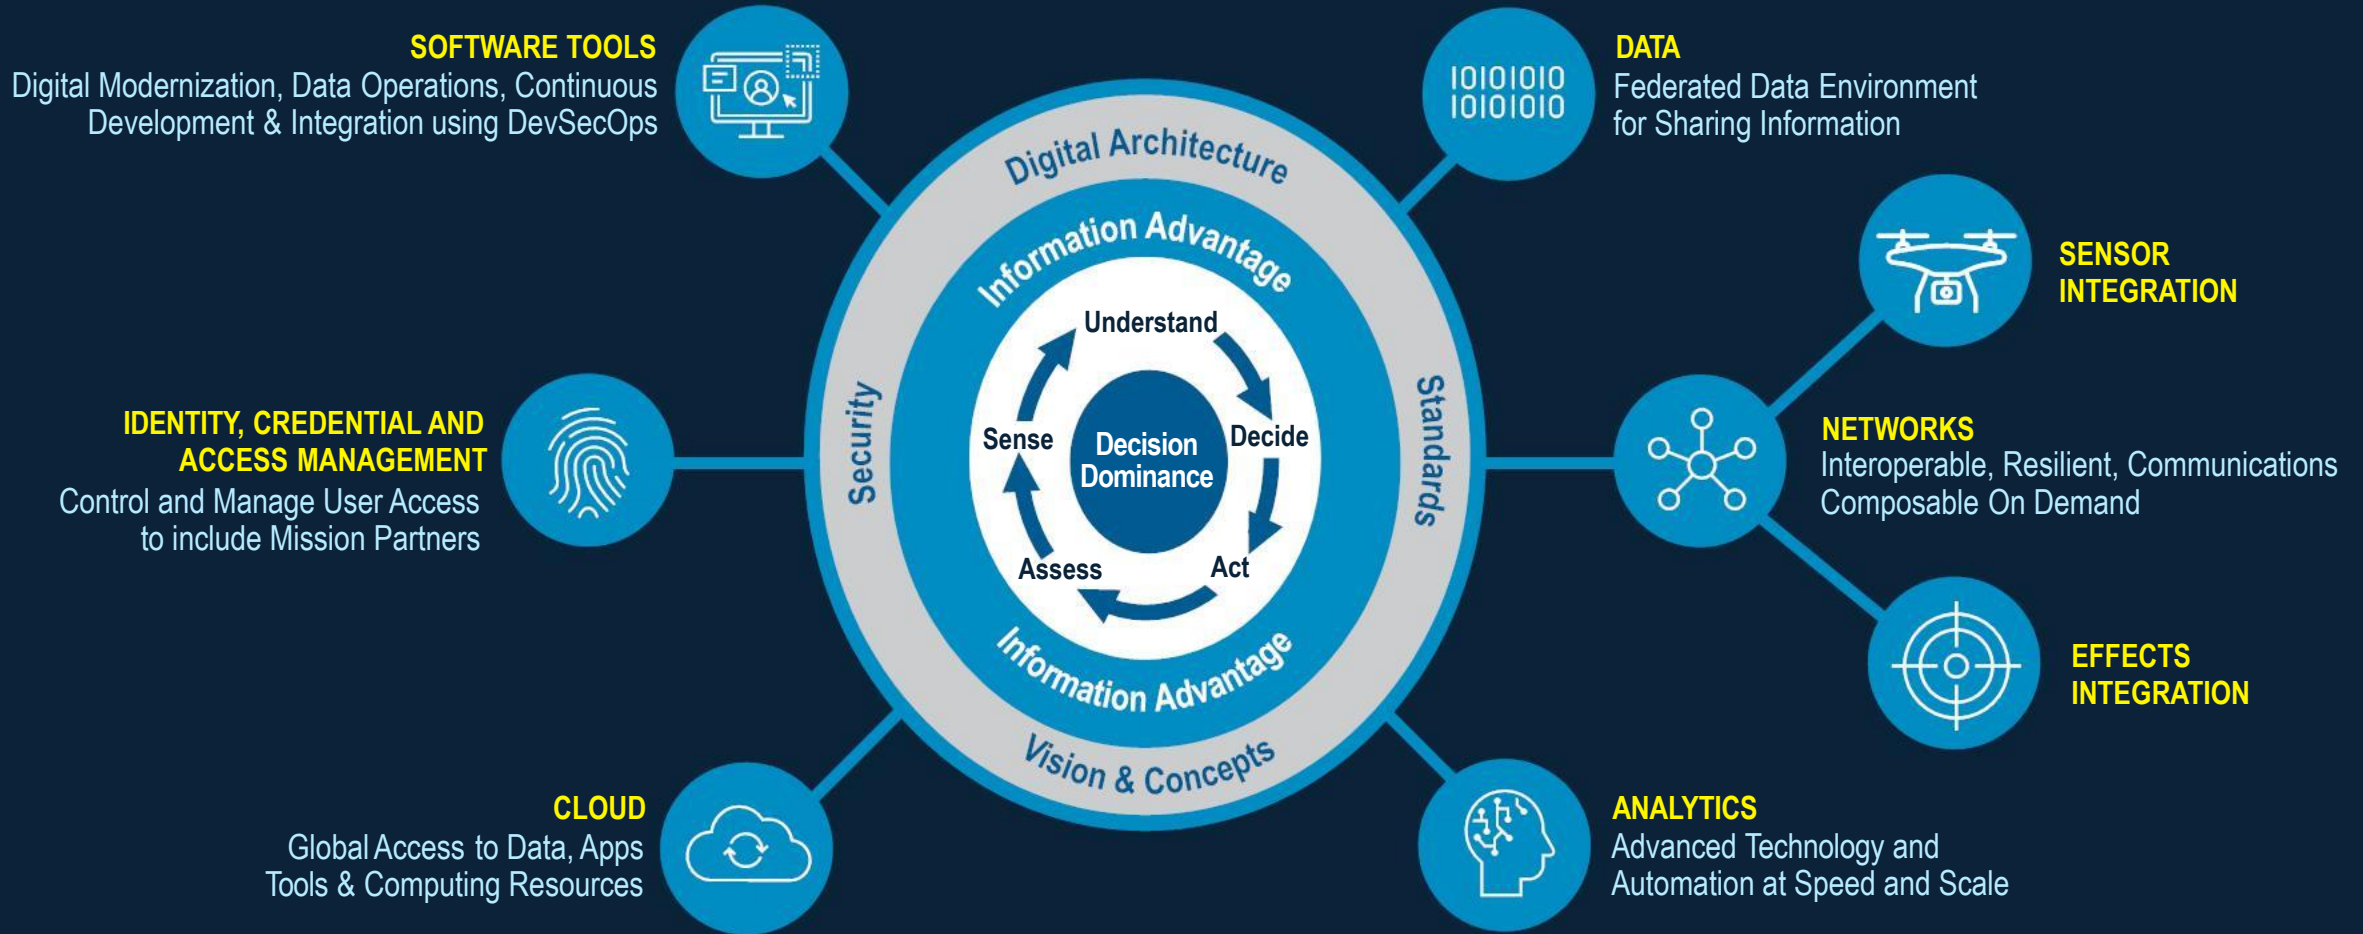 SOFTWARE TOOLS
Digital Modernization, Data Operations, Continuous
Development & Integration using DevSecOps
IDENTITY, CREDENTIAL AND
ACCESS MANAGEMENT
Control and Manage User Access
to include Mission Partners
CLOUD
Global Access to Data, Apps
Tools & Computing Resources
Digital Architecture
Security
Standards
Vision & Concepts
Information Advantage
Understand
Sense
Decide
Decision
Dominance
Assess
Act
Information Advantage
10101010
10101010
DATA
Federated Data Environment
for Sharing Information
SENSOR
INTEGRATION
NETWORKS
Interoperable, Resilient, Communications
Composable On Demand
EFFECTS
INTEGRATION
ANALYTICS
Advanced Technology and
Automation at Speed and Scale